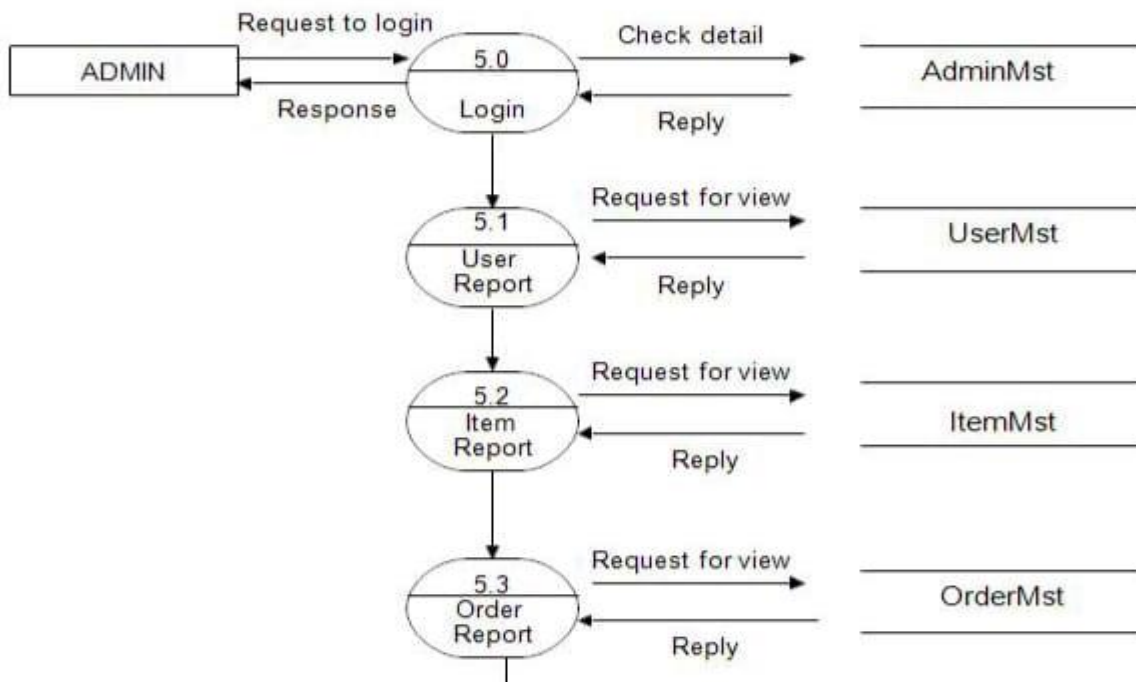 Request to login
Check detail
ADMIN
5.0
AdminMst
Response
Login
Reply
Request for view
5.1
UserMst
User
Report
Reply
Request for view
5.2
ItemMst
Item
Report
Reply
Request for view
5.3
OrderMst
Order
Report
Reply